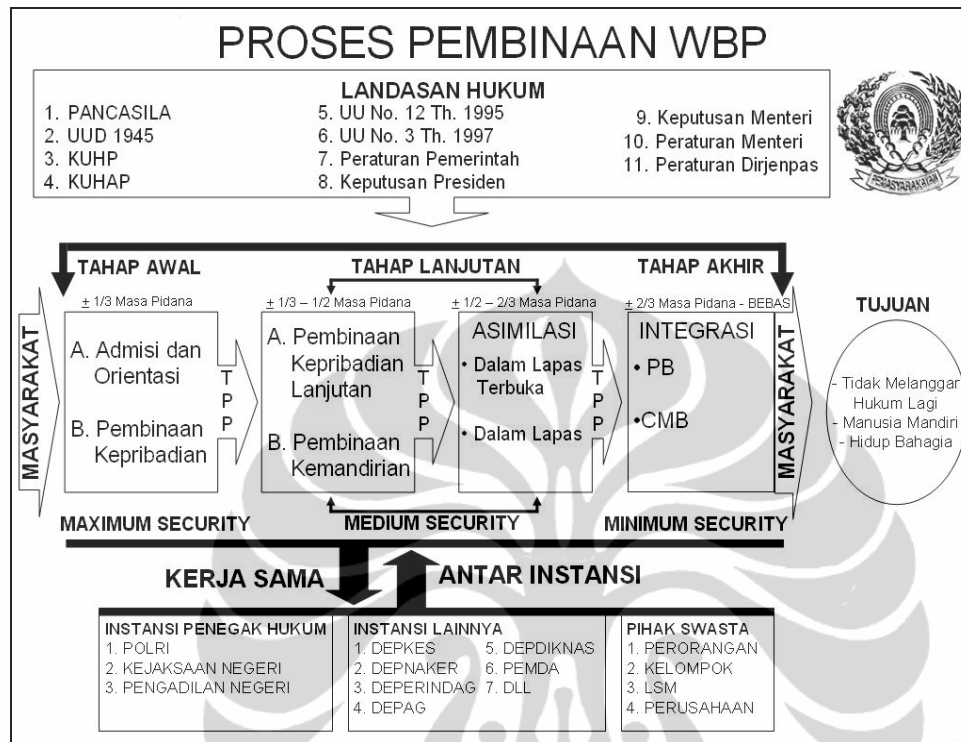 PROSES PEMBINAAN WBP
LANDASAN HUKUM
1. PANCASILA
2. UUD 1945
3. KUHP
4. KUHAP
5. UU No. 12 Th. 1995
6. UU No. 3 Th. 1997
7. Peraturan Pemerintah
8. Keputusan Presiden
9. Keputusan Menteri
10. Peraturan Menteri
11. Peraturan Dirjenpas
PEMASYARAKATAN
TAHAP AWAL
TAHAP LANJUTAN
TAHAP AKHIR
MASYARAKAT
± 1/3 Masa Pidana
A. Admisi dan
Orientasi
B. Pembinaan
Kepribadian
TPP
± 1/3 – 1/2 Masa Pidana
A. Pembinaan
Kepribadian
Lanjutan
B. Pembinaan
Kemandirian
TPP
± 1/2 – 2/3 Masa Pidana
ASIMILASI
• Dalam Lapas
Terbuka
• Dalam Lapas
TPP
± 2/3 Masa Pidana - BEBAS
INTEGRASI
• PB
•CMB
MASYARAKAT
TUJUAN
- Tidak Melanggar
Hukum Lagi
- Manusia Mandiri
- Hidup Bahagia
MAXIMUM SECURITY
MEDIUM SECURITY
MINIMUM SECURITY
KERJA SAMA
ANTAR INSTANSI
INSTANSI PENEGAK HUKUM
1. POLRI
2. KEJAKSAAN NEGERI
3. PENGADILAN NEGERI
INSTANSI LAINNYA
1. DEPKES
2. DEPNAKER
3. DEPERINDAG
4. DEPAG
5. DEPDIKNAS
6. PEMDA
7. DLL
PIHAK SWASTA
1. PERORANGAN
2. KELOMPOK
3. LSM
4. PERUSAHAAN